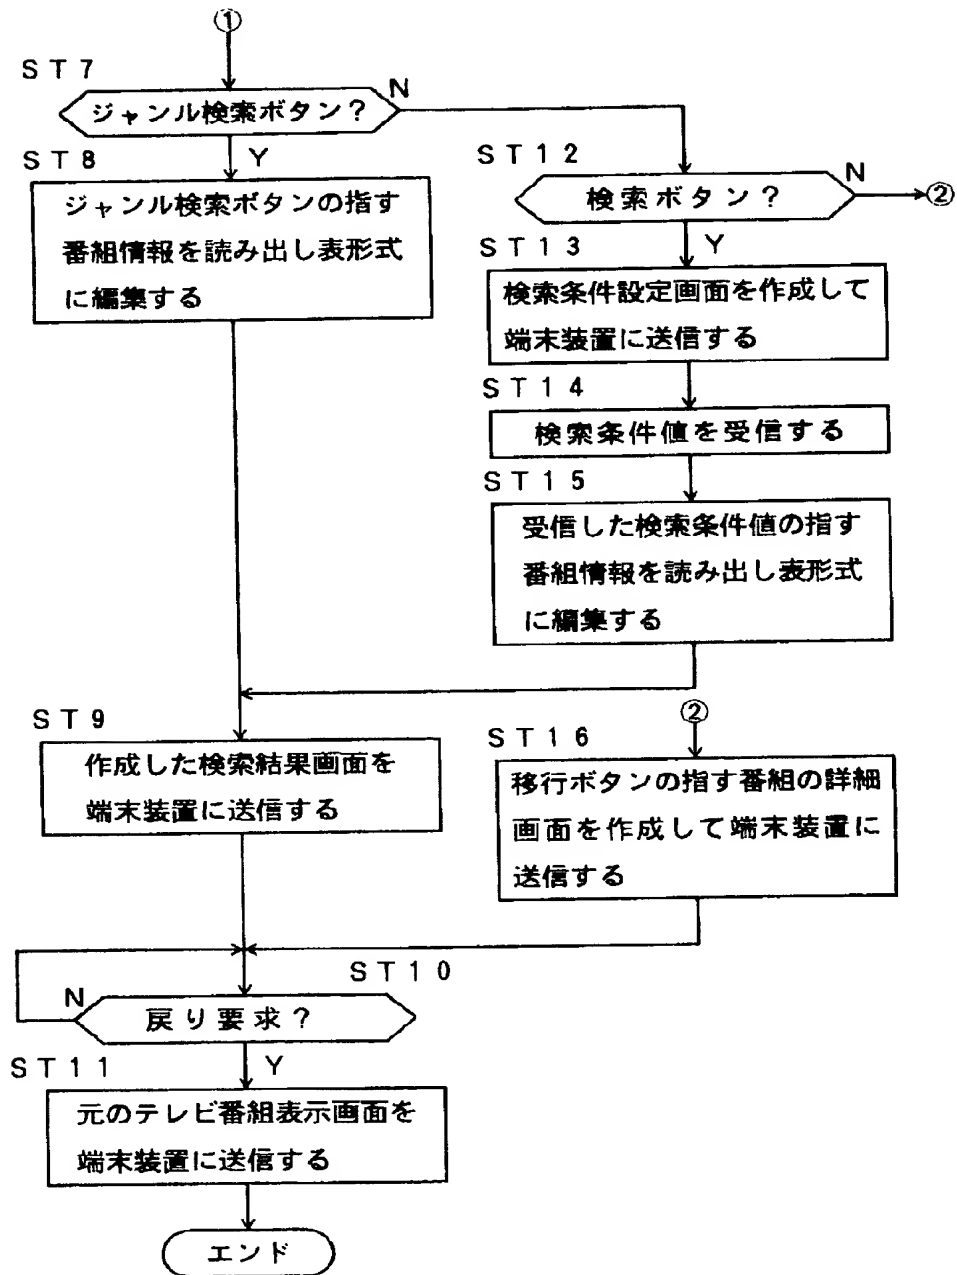 ①
ST7
ジャンル検索ボタン?
N
ST8
Y
ジャンル検索ボタンの指す
番組情報を読み出し表形式
に編集する
ST12
検索ボタン?
N
②
ST13
Y
検索条件設定画面を作成して
端末装置に送信する
ST14
検索条件値を受信する
ST15
受信した検索条件値の指す
番組情報を読み出し表形式
に編集する
ST9
作成した検索結果画面を
端末装置に送信する
②
ST16
移行ボタンの指す番組の詳細
画面を作成して端末装置に
送信する
ST10
N
戻り要求?
ST11
Y
元のテレビ番組表示画面を
端末装置に送信する
エンド